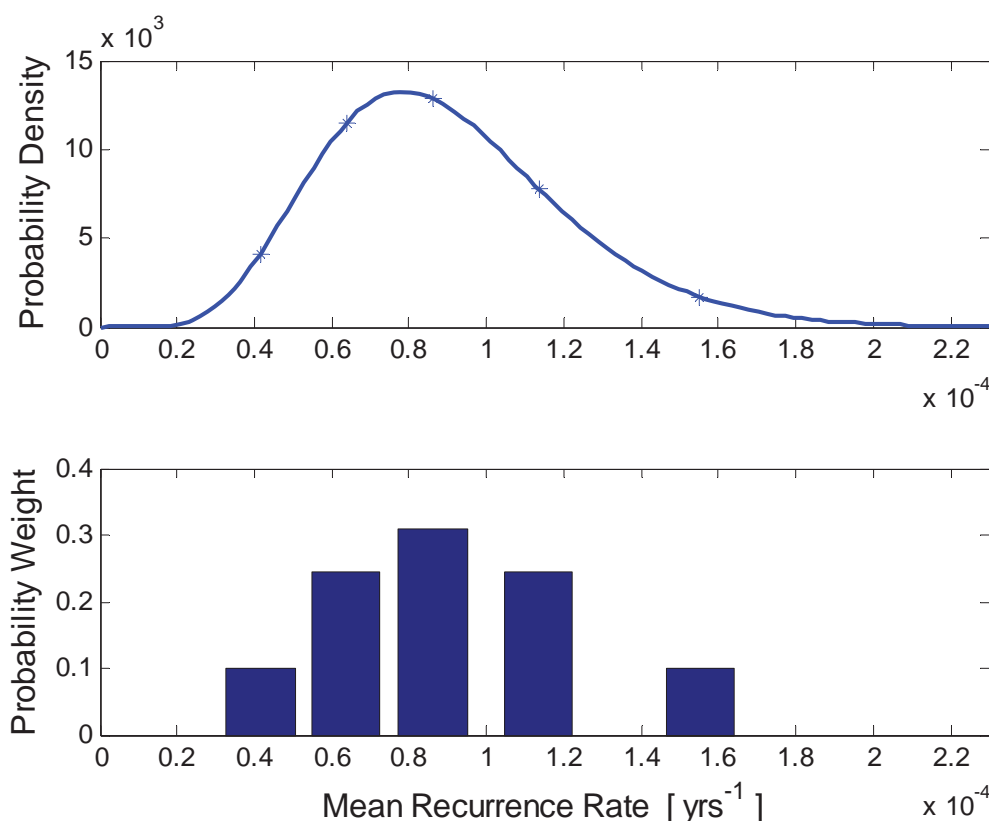 x 10³
15
10
5
0
Probability Density
0 0.2 0.4 0.6 0.8 1 1.2 1.4 1.6 1.8 2 2.2
x 10⁻⁴
0.4
0.3
0.2
0.1
0
Probability Weight
0 0.2 0.4 0.6 0.8 1 1.2 1.4 1.6 1.8 2 2.2
Mean Recurrence Rate [ yrs⁻¹ ]
x 10⁻⁴